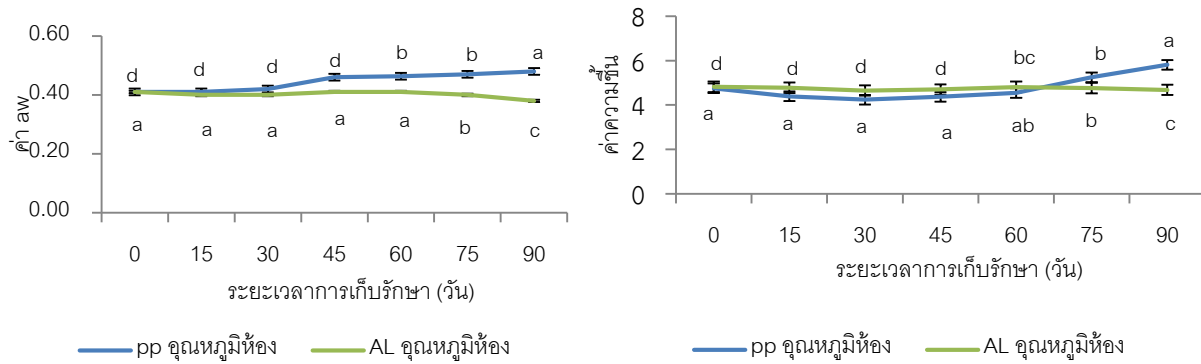 ค่า aw
0.60
0.40
0.20
0.00
d d d d b b a
a a a a a b c
0 15 30 45 60 75 90
ระยะเวลาการเก็บรักษา (วัน)
pp อุณหภูมิห้อง AL อุณหภูมิห้อง
ค่าความมีชื้น
8
6
4
2
0
d d d d bc b a
a a a a ab b c
0 15 30 45 60 75 90
ระยะเวลาการเก็บรักษา (วัน)
pp อุณหภูมิห้อง AL อุณหภูมิห้อง